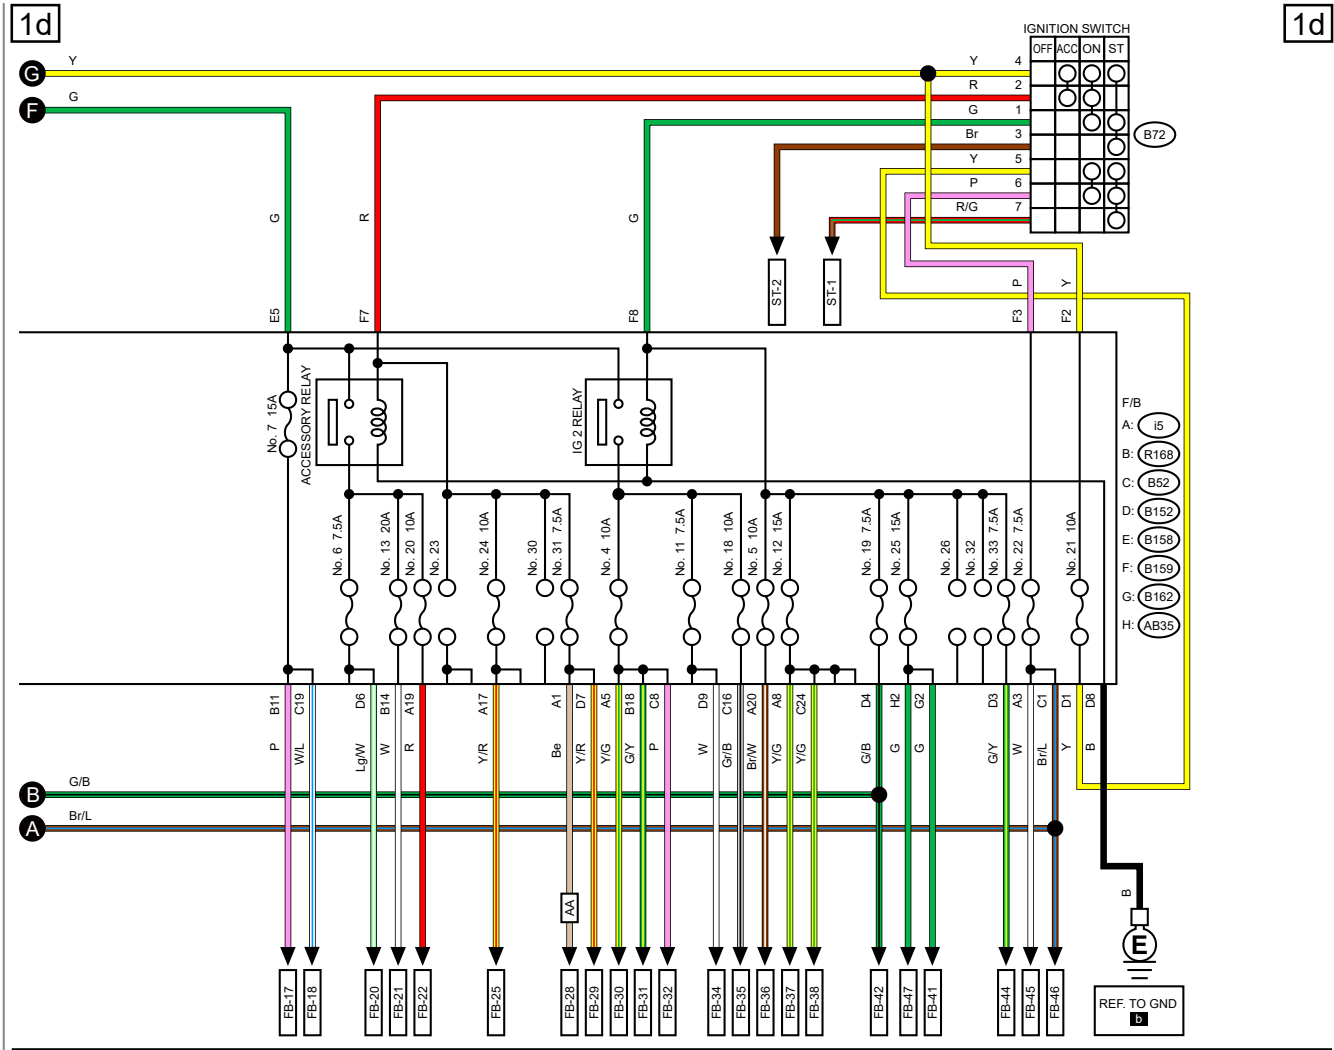 1d
1d
IGNITION SWITCH
OFF ACC ON ST
G
Y
Y 4
R 2
F
G
G 1
Br 3
B72
Y 5
P 6
R/G 7
G
R
G
ST-2
ST-1
P
Y
E5
F7
F8
F3
F2
No. 7 15A
ACCESSORY RELAY
IG 2 RELAY
F/B
A: i5
B: R168
C: B52
D: B152
E: B158
F: B159
G: B162
H: AB35
No. 6 7.5A
No. 13 20A
No. 20 10A
No. 23
No. 24 10A
No. 30
No. 31 7.5A
No. 4 10A
No. 11 7.5A
No. 18 10A
No. 5 10A
No. 12 15A
No. 19 7.5A
No. 25 15A
No. 26
No. 32
No. 33 7.5A
No. 22 7.5A
No. 21 10A
B11 C19 D6 B14 A19 A17 A1 D7 A5 B18 C8 D9 C16 A20 A8 C24 D4 H2 G2 D3 A3 C1 D1 D8
P W/L Lg/W W R Y/R Be Y/R Y/G G/Y P W Gr/B Br/W Y/G Y/G G/B G G G/Y W Br/L Y B
B
G/B
A
Br/L
AA
B
E
FB-17 FB-18 FB-20 FB-21 FB-22 FB-25 FB-28 FB-29 FB-30 FB-31 FB-32 FB-34 FB-35 FB-36 FB-37 FB-38 FB-42 FB-47 FB-41 FB-44 FB-45 FB-46
REF. TO GND
b